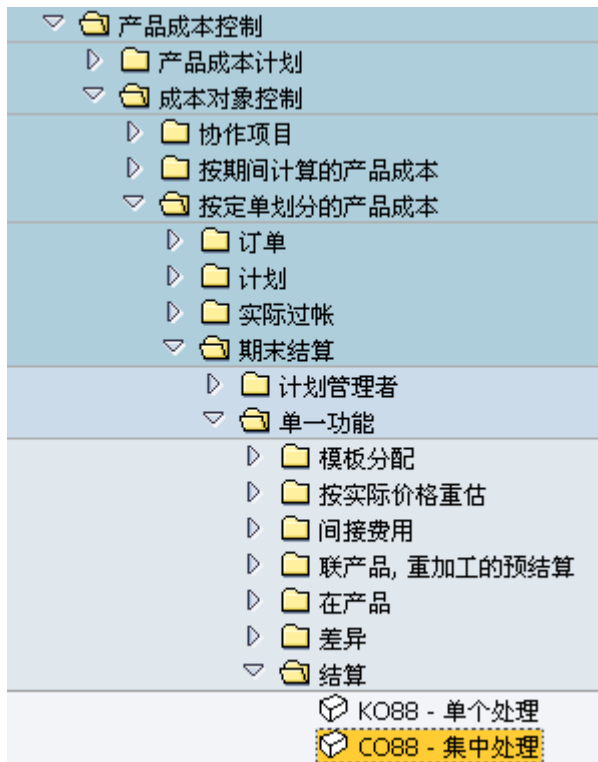 产品成本控制
产品成本计划
成本对象控制
协作项目
按期间计算的产品成本
按定单划分的产品成本
订单
计划
实际过帐
期末结算
计划管理者
单一功能
模板分配
按实际价格重估
间接费用
联产品, 重加工的预结算
在产品
差异
结算
KO88 - 单个处理
CO88 - 集中处理